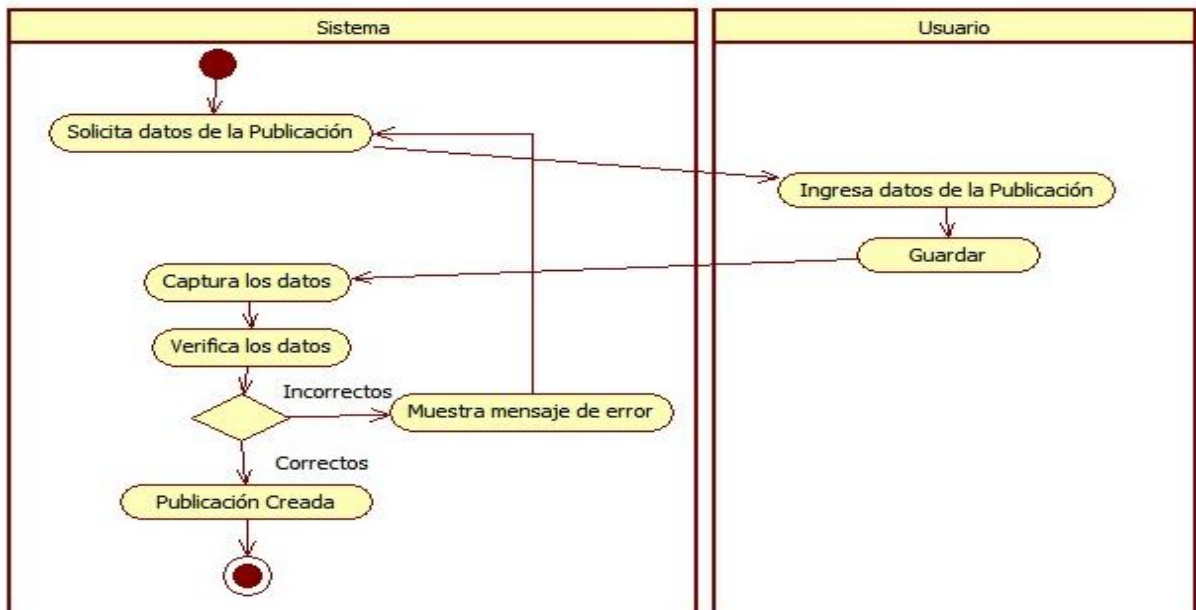 Sistema
Usuario
Solicita datos de la Publicación
Ingresa datos de la Publicación
Guardar
Captura los datos
Verifica los datos
Incorrectos
Muestra mensaje de error
Correctos
Publicación Creada